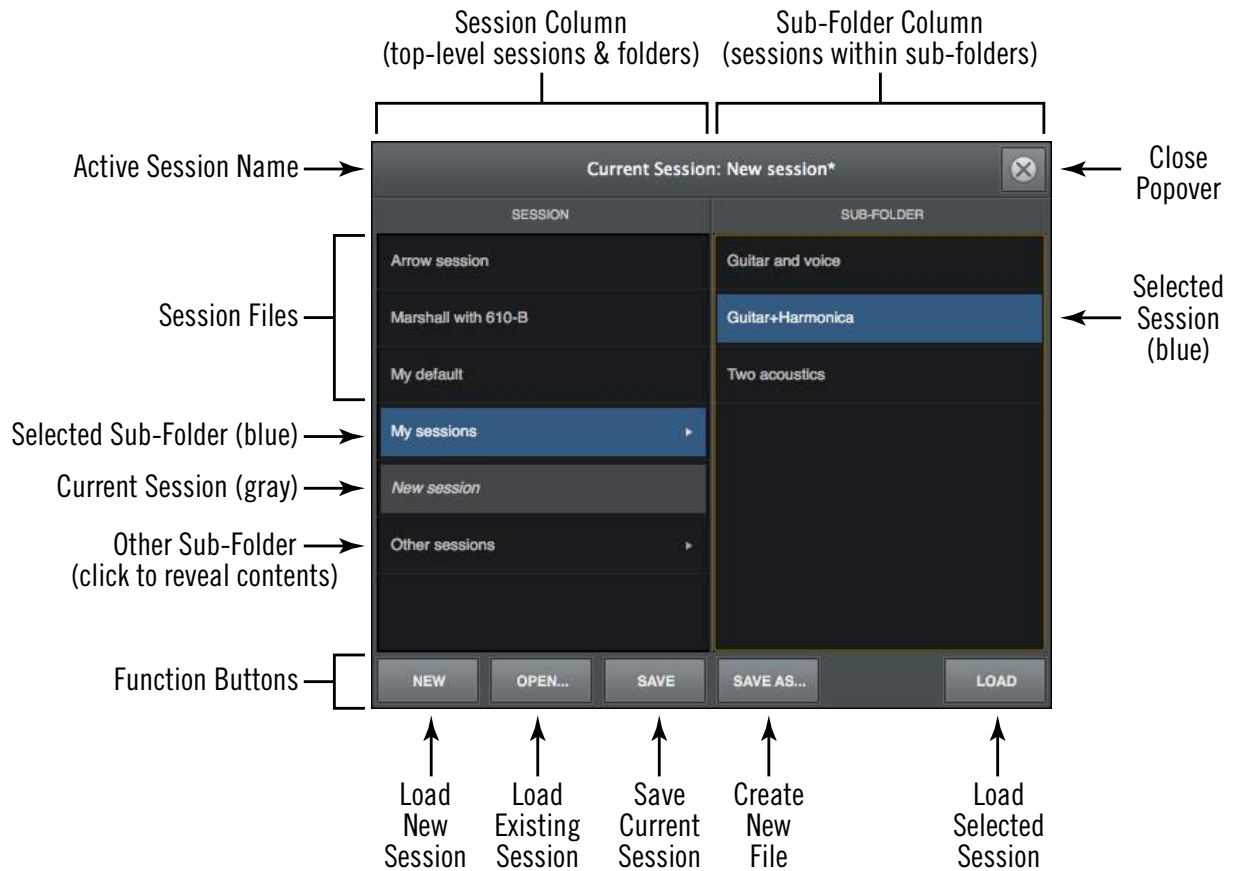 Session Column
(top-level sessions & folders)
Sub-Folder Column
(sessions within sub-folders)
Active Session Name
Current Session: New session*
Close
Popover
SESSION
SUB-FOLDER
Session Files
Arrow session
Marshall with 610-B
My default
Guitar and voice
Guitar+Harmonica
Two acoustics
Selected
Session
(blue)
Selected Sub-Folder (blue)
My sessions
Current Session (gray)
New session
Other Sub-Folder
(click to reveal contents)
Other sessions
Function Buttons
NEW
OPEN...
SAVE
SAVE AS...
LOAD
Load
New
Session
Load
Existing
Session
Save
Current
Session
Create
New
File
Load
Selected
Session